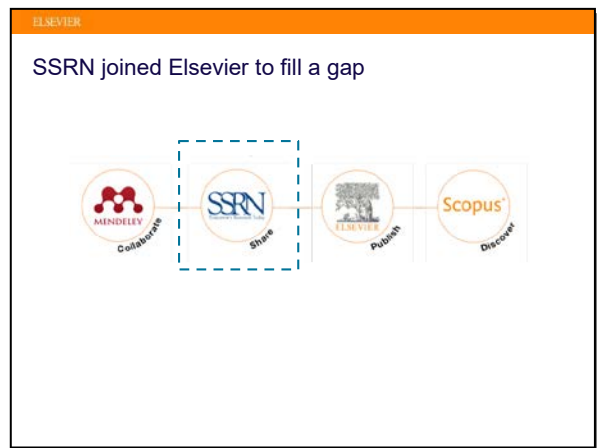 ELSEVIER
SSRN joined Elsevier to fill a gap
MENDELEY
Collaborate
SSRN
Share
ELSEVIER
Publish
Scopus
Discover